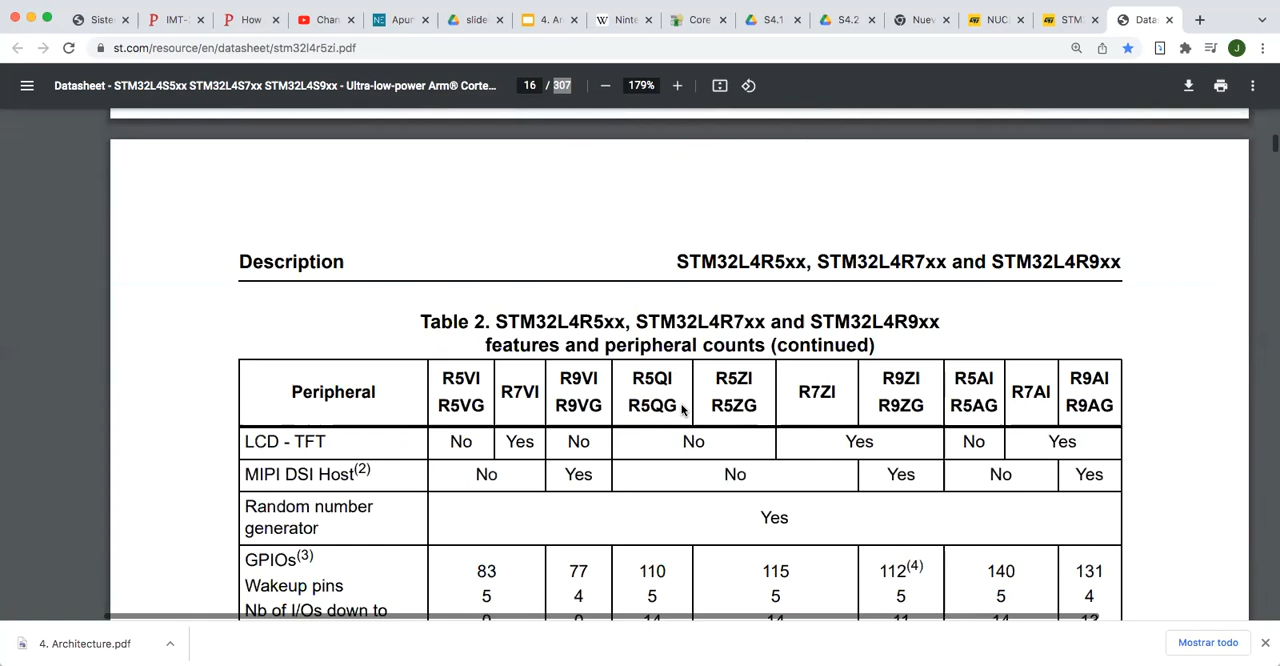 Siste
IMT-
How
Chan
Apun
slide
4. Ar
Ninte
Core
S4.1
S4.2
Nuev
NUC
STM
Data
st.com/resource/en/datasheet/stm32l4r5zi.pdf
J
Datasheet - STM32L4S5xx STM32L4S7xx STM32L4S9xx - Ultra-low-power Arm® Corte...
16 / 307
179%
Description
STM32L4R5xx, STM32L4R7xx and STM32L4R9xx
Table 2. STM32L4R5xx, STM32L4R7xx and STM32L4R9xx
features and peripheral counts (continued)
Peripheral R5VI R5VG R7VI R9VI R9VG R5QI R5QG R5ZI R5ZG R7ZI R9ZI R9ZG R5AI R5AG R7AI R9AI R9AG
LCD - TFT No Yes No No Yes No Yes
MIPI DSI Host(2) No Yes No Yes No Yes
Random number
generator Yes
GPIOs(3) 83 77 110 115 112(4) 140 131
Wakeup pins 5 4 5 5 5 5 4
Nb of I/Os down to
4. Architecture.pdf
Mostrar todo